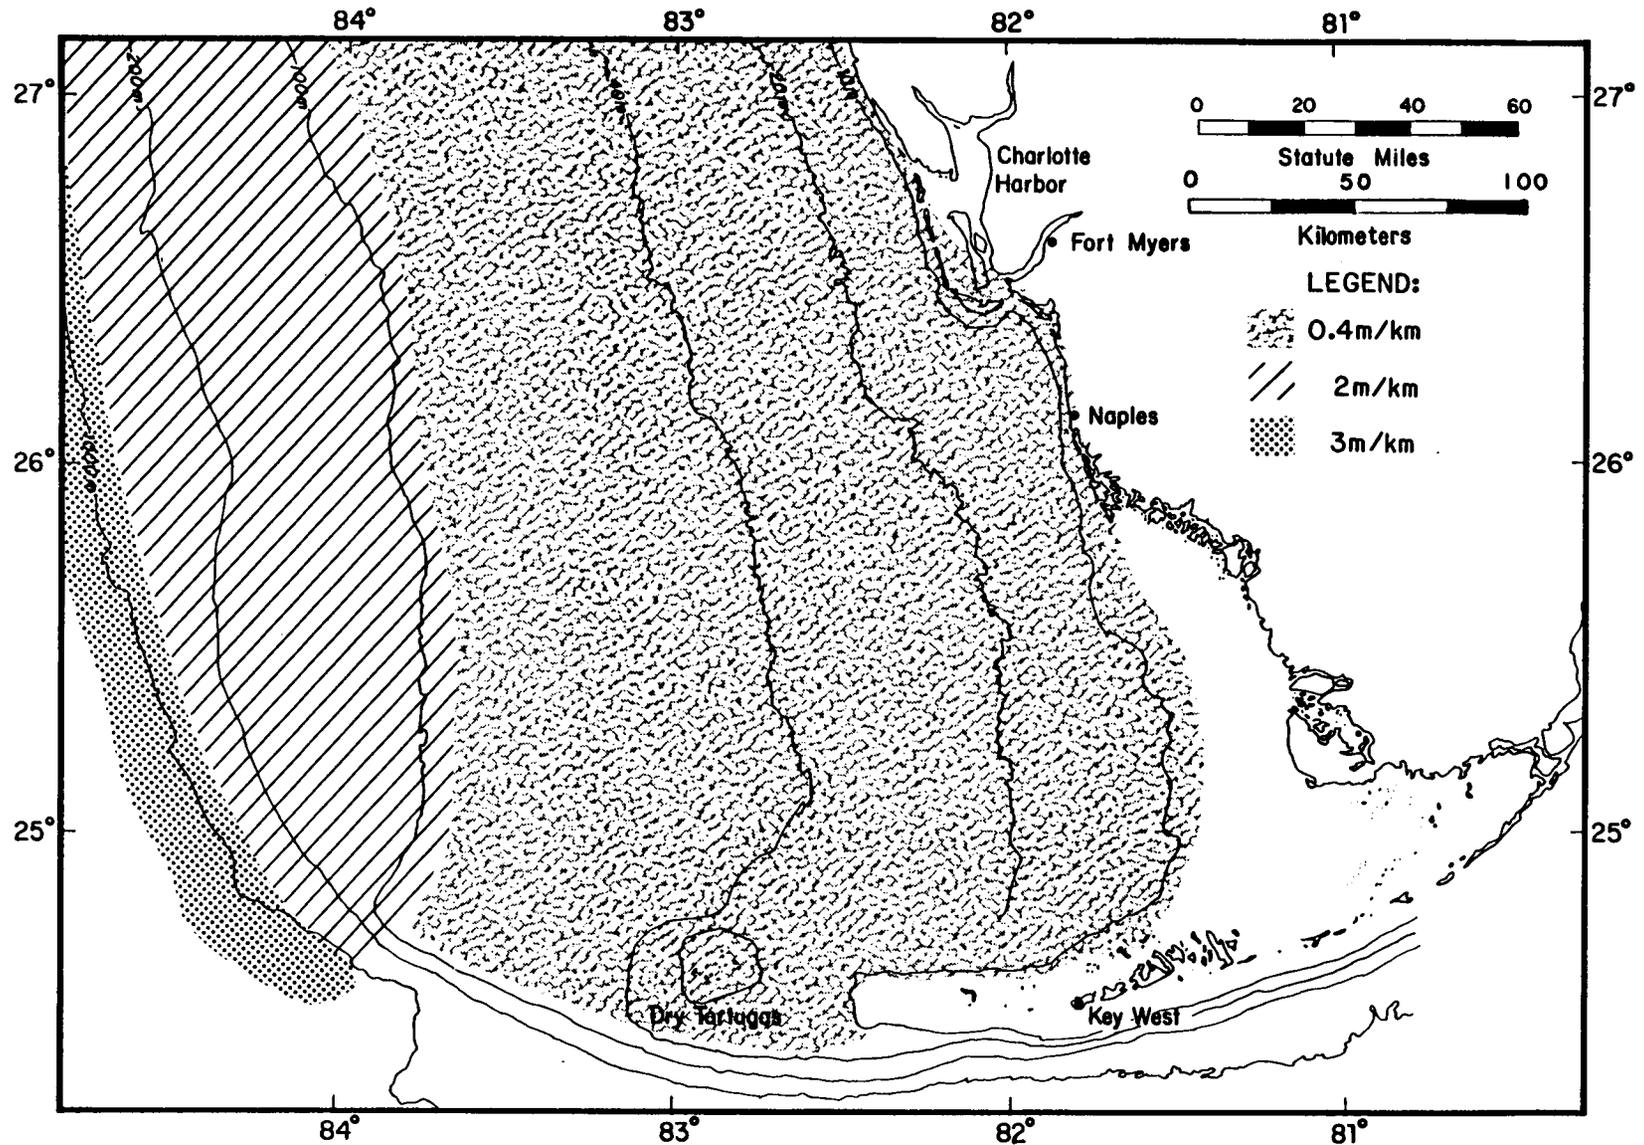 84° 83° 82° 81°
27° 27°
200m 100m 40m 20m 10m
0 20 40 60
Statute Miles
0 50 100
Kilometers
Charlotte
Harbor
Fort Myers
LEGEND:
0.4m/km
2m/km
3m/km
Naples
26° 26°
25° 25°
Dry Tortugas
Key West
84° 83° 82° 81°